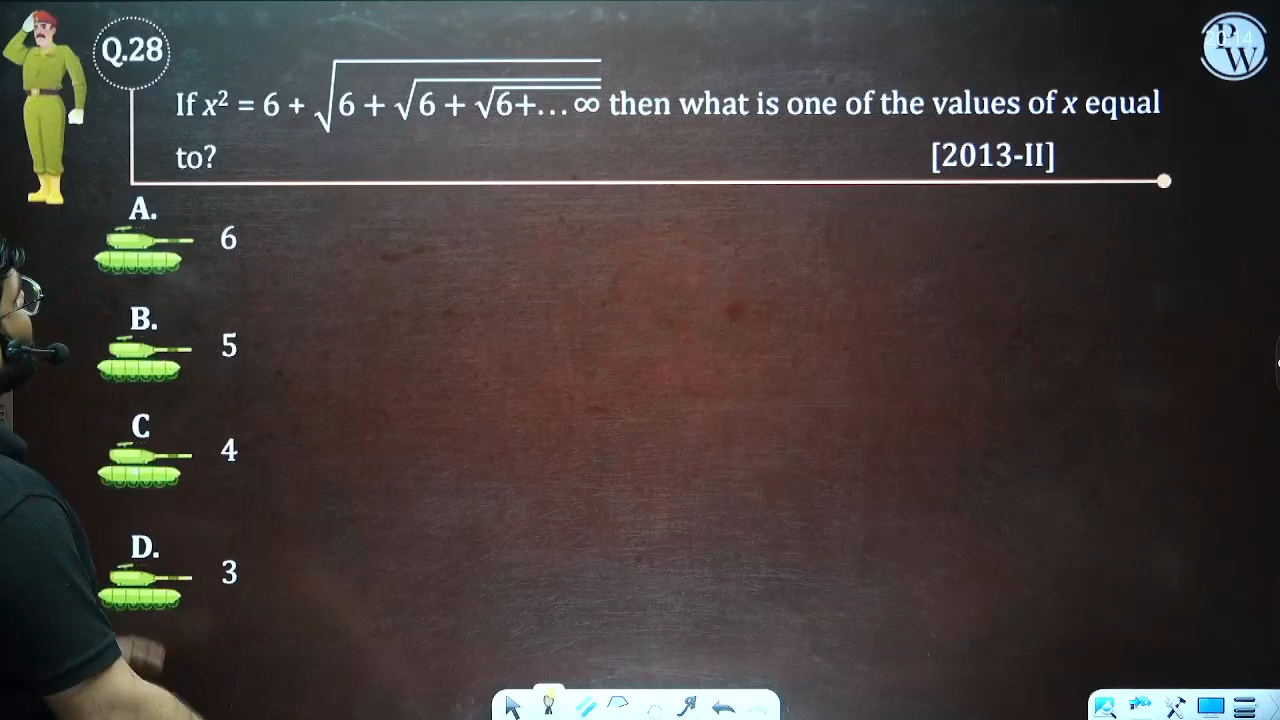 Q.28
If x² = 6 + √6 + √6 + √6+... ∞ then what is one of the values of x equal
to? [2013-II]
A.
6
B.
5
C
4
D.
3
PW